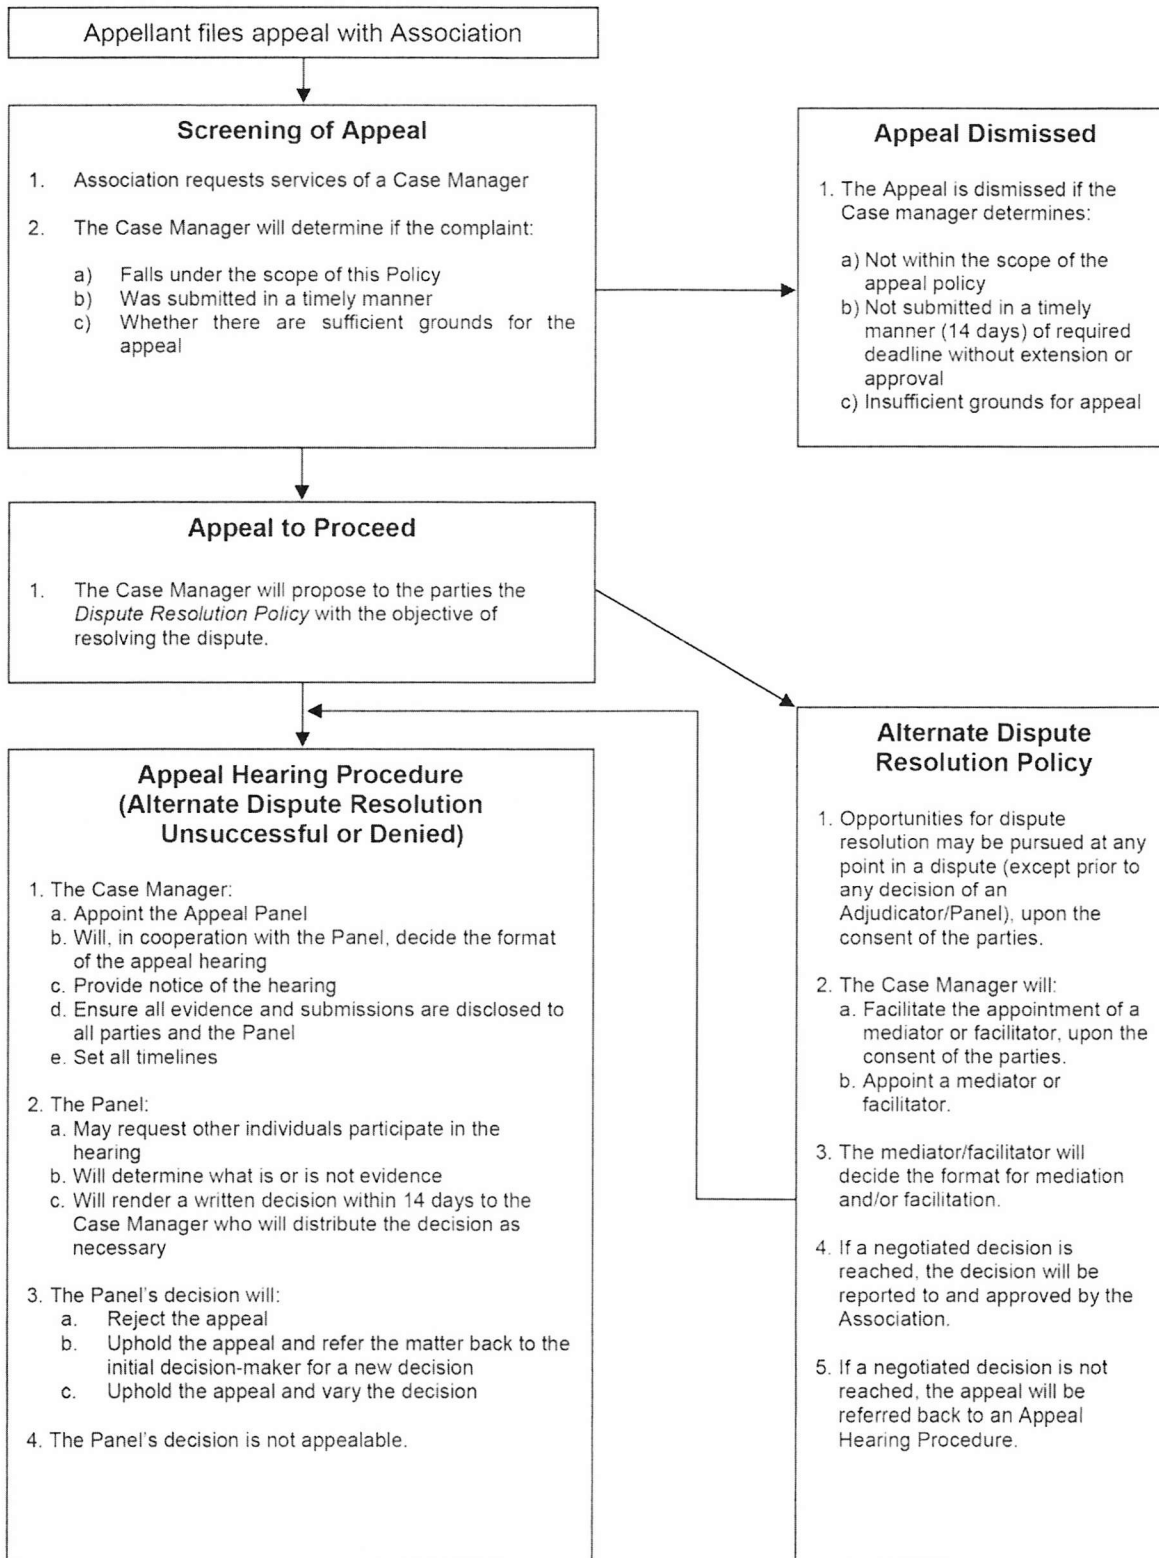 Appellant files appeal with Association
Screening of Appeal
1. Association requests services of a Case Manager
2. The Case Manager will determine if the complaint:
a) Falls under the scope of this Policy
b) Was submitted in a timely manner
c) Whether there are sufficient grounds for the
appeal
Appeal Dismissed
1. The Appeal is dismissed if the
Case manager determines:
a) Not within the scope of the
appeal policy
b) Not submitted in a timely
manner (14 days) of required
deadline without extension or
approval
c) Insufficient grounds for appeal
Appeal to Proceed
1. The Case Manager will propose to the parties the
Dispute Resolution Policy with the objective of
resolving the dispute.
Appeal Hearing Procedure
(Alternate Dispute Resolution
Unsuccessful or Denied)
1. The Case Manager:
a. Appoint the Appeal Panel
b. Will, in cooperation with the Panel, decide the format
of the appeal hearing
c. Provide notice of the hearing
d. Ensure all evidence and submissions are disclosed to
all parties and the Panel
e. Set all timelines
2. The Panel:
a. May request other individuals participate in the
hearing
b. Will determine what is or is not evidence
c. Will render a written decision within 14 days to the
Case Manager who will distribute the decision as
necessary
3. The Panel's decision will:
a. Reject the appeal
b. Uphold the appeal and refer the matter back to the
initial decision-maker for a new decision
c. Uphold the appeal and vary the decision
4. The Panel's decision is not appealable.
Alternate Dispute
Resolution Policy
1. Opportunities for dispute
resolution may be pursued at any
point in a dispute (except prior to
any decision of an
Adjudicator/Panel), upon the
consent of the parties.
2. The Case Manager will:
a. Facilitate the appointment of a
mediator or facilitator, upon the
consent of the parties.
b. Appoint a mediator or
facilitator.
3. The mediator/facilitator will
decide the format for mediation
and/or facilitation.
4. If a negotiated decision is
reached, the decision will be
reported to and approved by the
Association.
5. If a negotiated decision is not
reached, the appeal will be
referred back to an Appeal
Hearing Procedure.